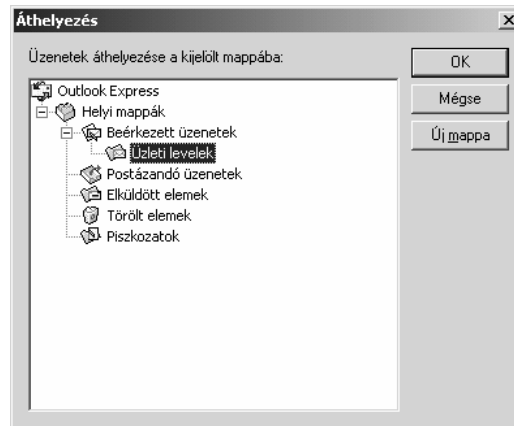 Áthelyezés
Üzenetek áthelyezése a kijelölt mappába:
OK
Mégse
Új mappa
Outlook Express
Helyi mappák
Beérkezett üzenetek
Üzleti levelek
Postázandó üzenetek
Elküldött elemek
Törölt elemek
Piszkozatok